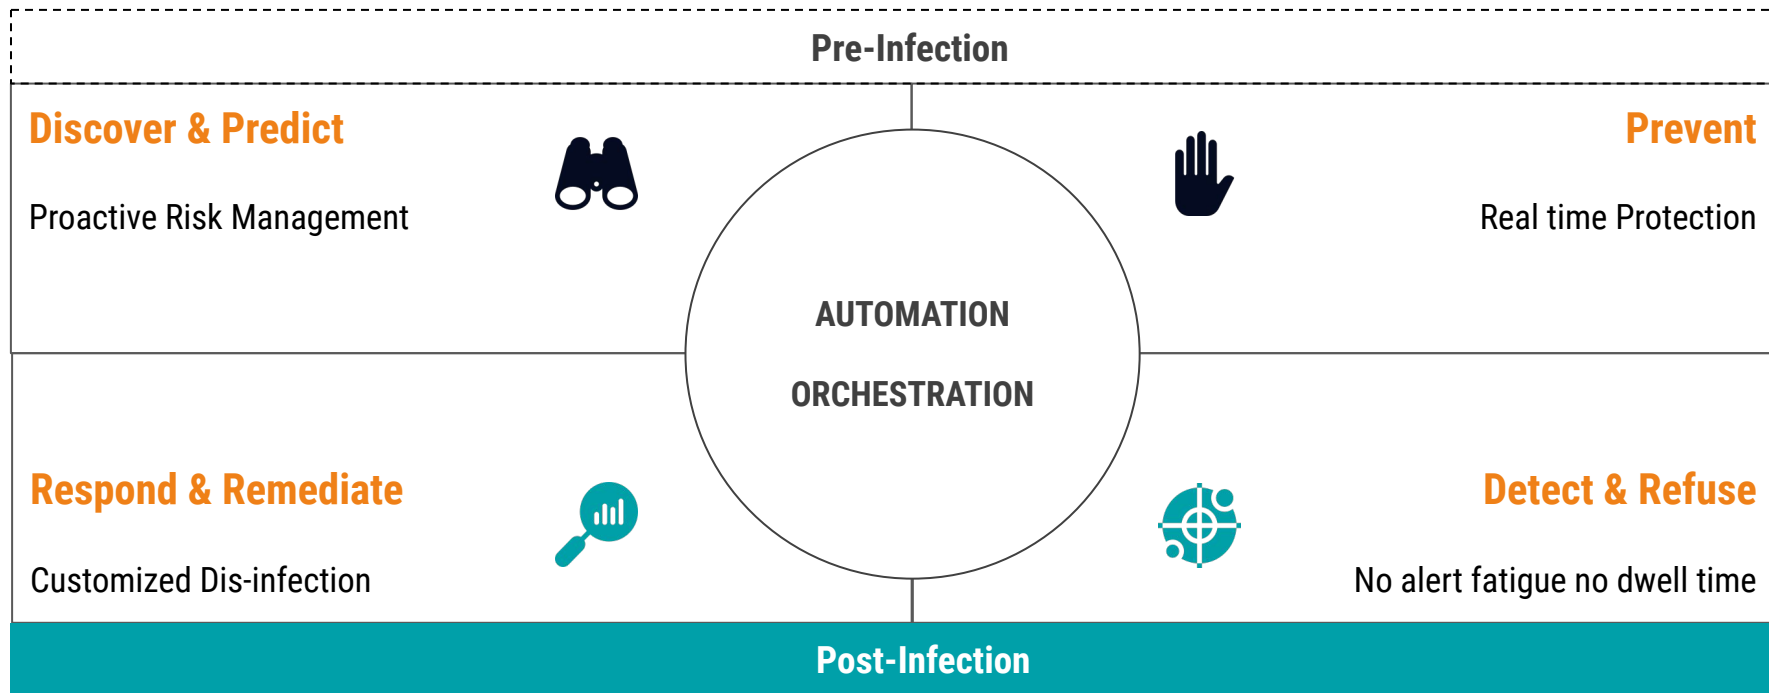 Pre-Infection
Discover & Predict
Prevent
Proactive Risk Management
Real time Protection
AUTOMATION
ORCHESTRATION
Respond & Remediate
Detect & Refuse
Customized Dis-infection
No alert fatigue no dwell time
Post-Infection